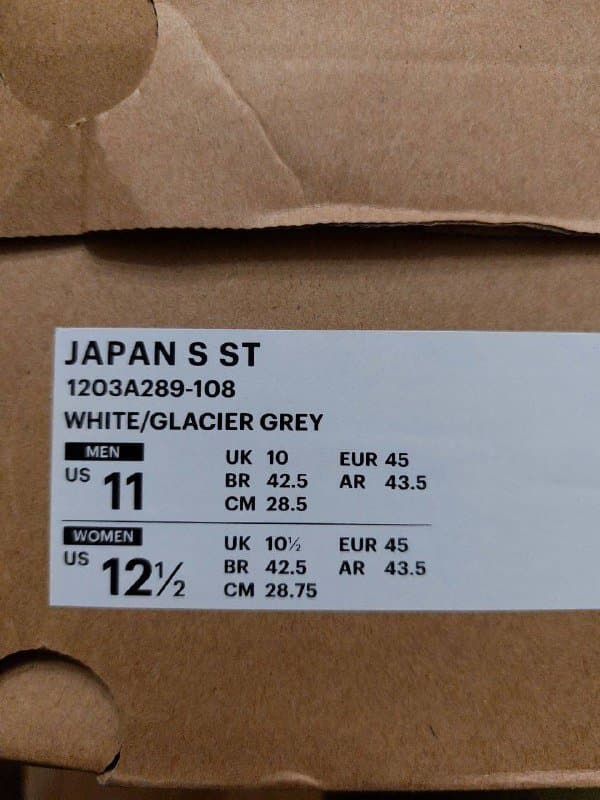 JAPAN S ST
1203A289-108
WHITE/GLACIER GREY
MEN
US 11
UK 10 EUR 45
BR 42.5 AR 43.5
CM 28.5
WOMEN
US 12½
UK 10½ EUR 45
BR 42.5 AR 43.5
CM 28.75